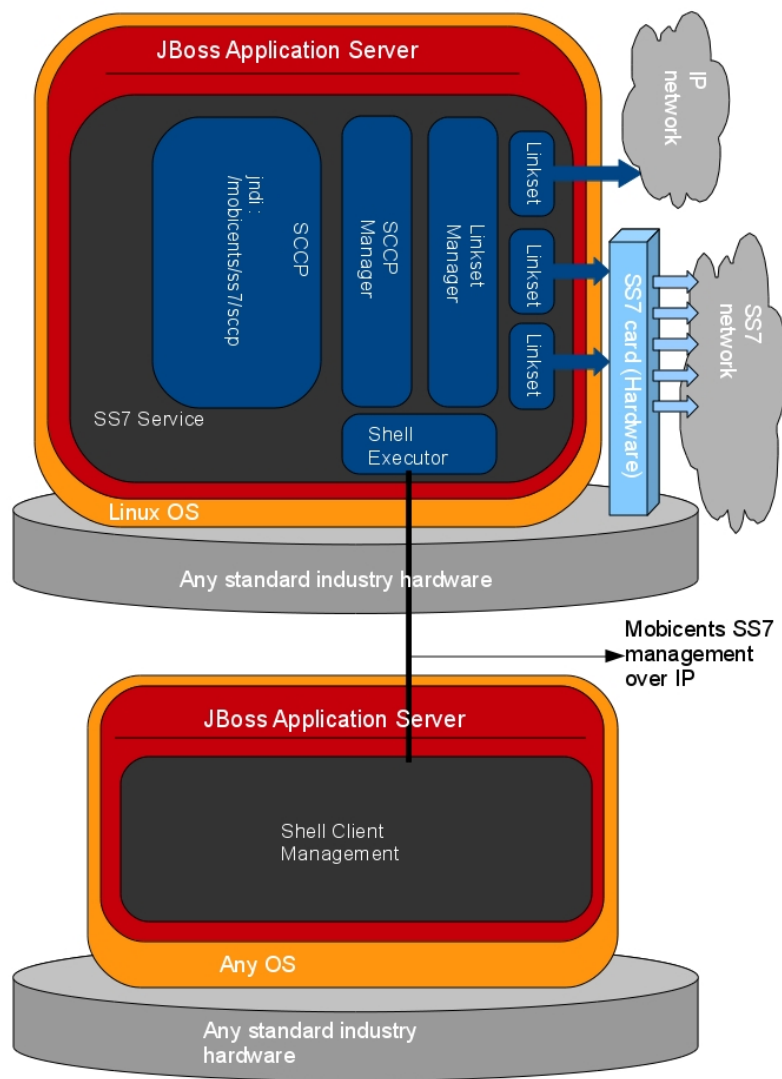 JBoss Application Server
IP
network
SCCP
jndi :
/mobicents/ss7/sccp
SCCP
Manager
Linkset
Manager
Linkset
Linkset
Linkset
SS7 card (Hardware)
SS7
network
SS7 Service
Shell
Executor
Linux OS
Any standard industry hardware
Mobicents SS7
management
over IP
JBoss Application Server
Shell Client
Management
Any OS
Any standard industry
hardware